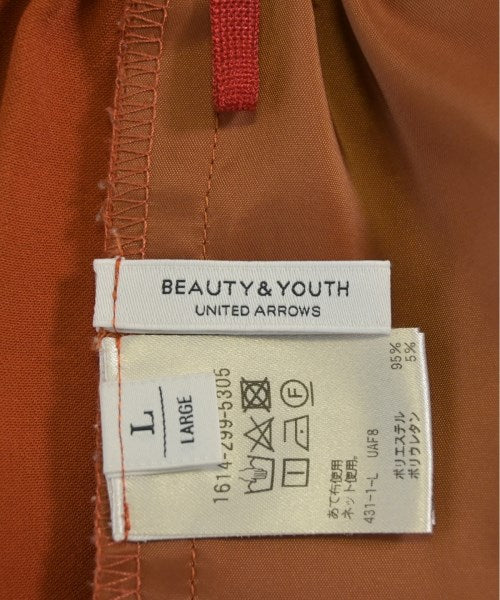 BEAUTY&YOUTH
UNITED ARROWS
L
LARGE
1614-299-5305
F
あて布使用
ネット使用.
431-1-L UAF8
ポリエステル 95%
ポリウレタン 5%